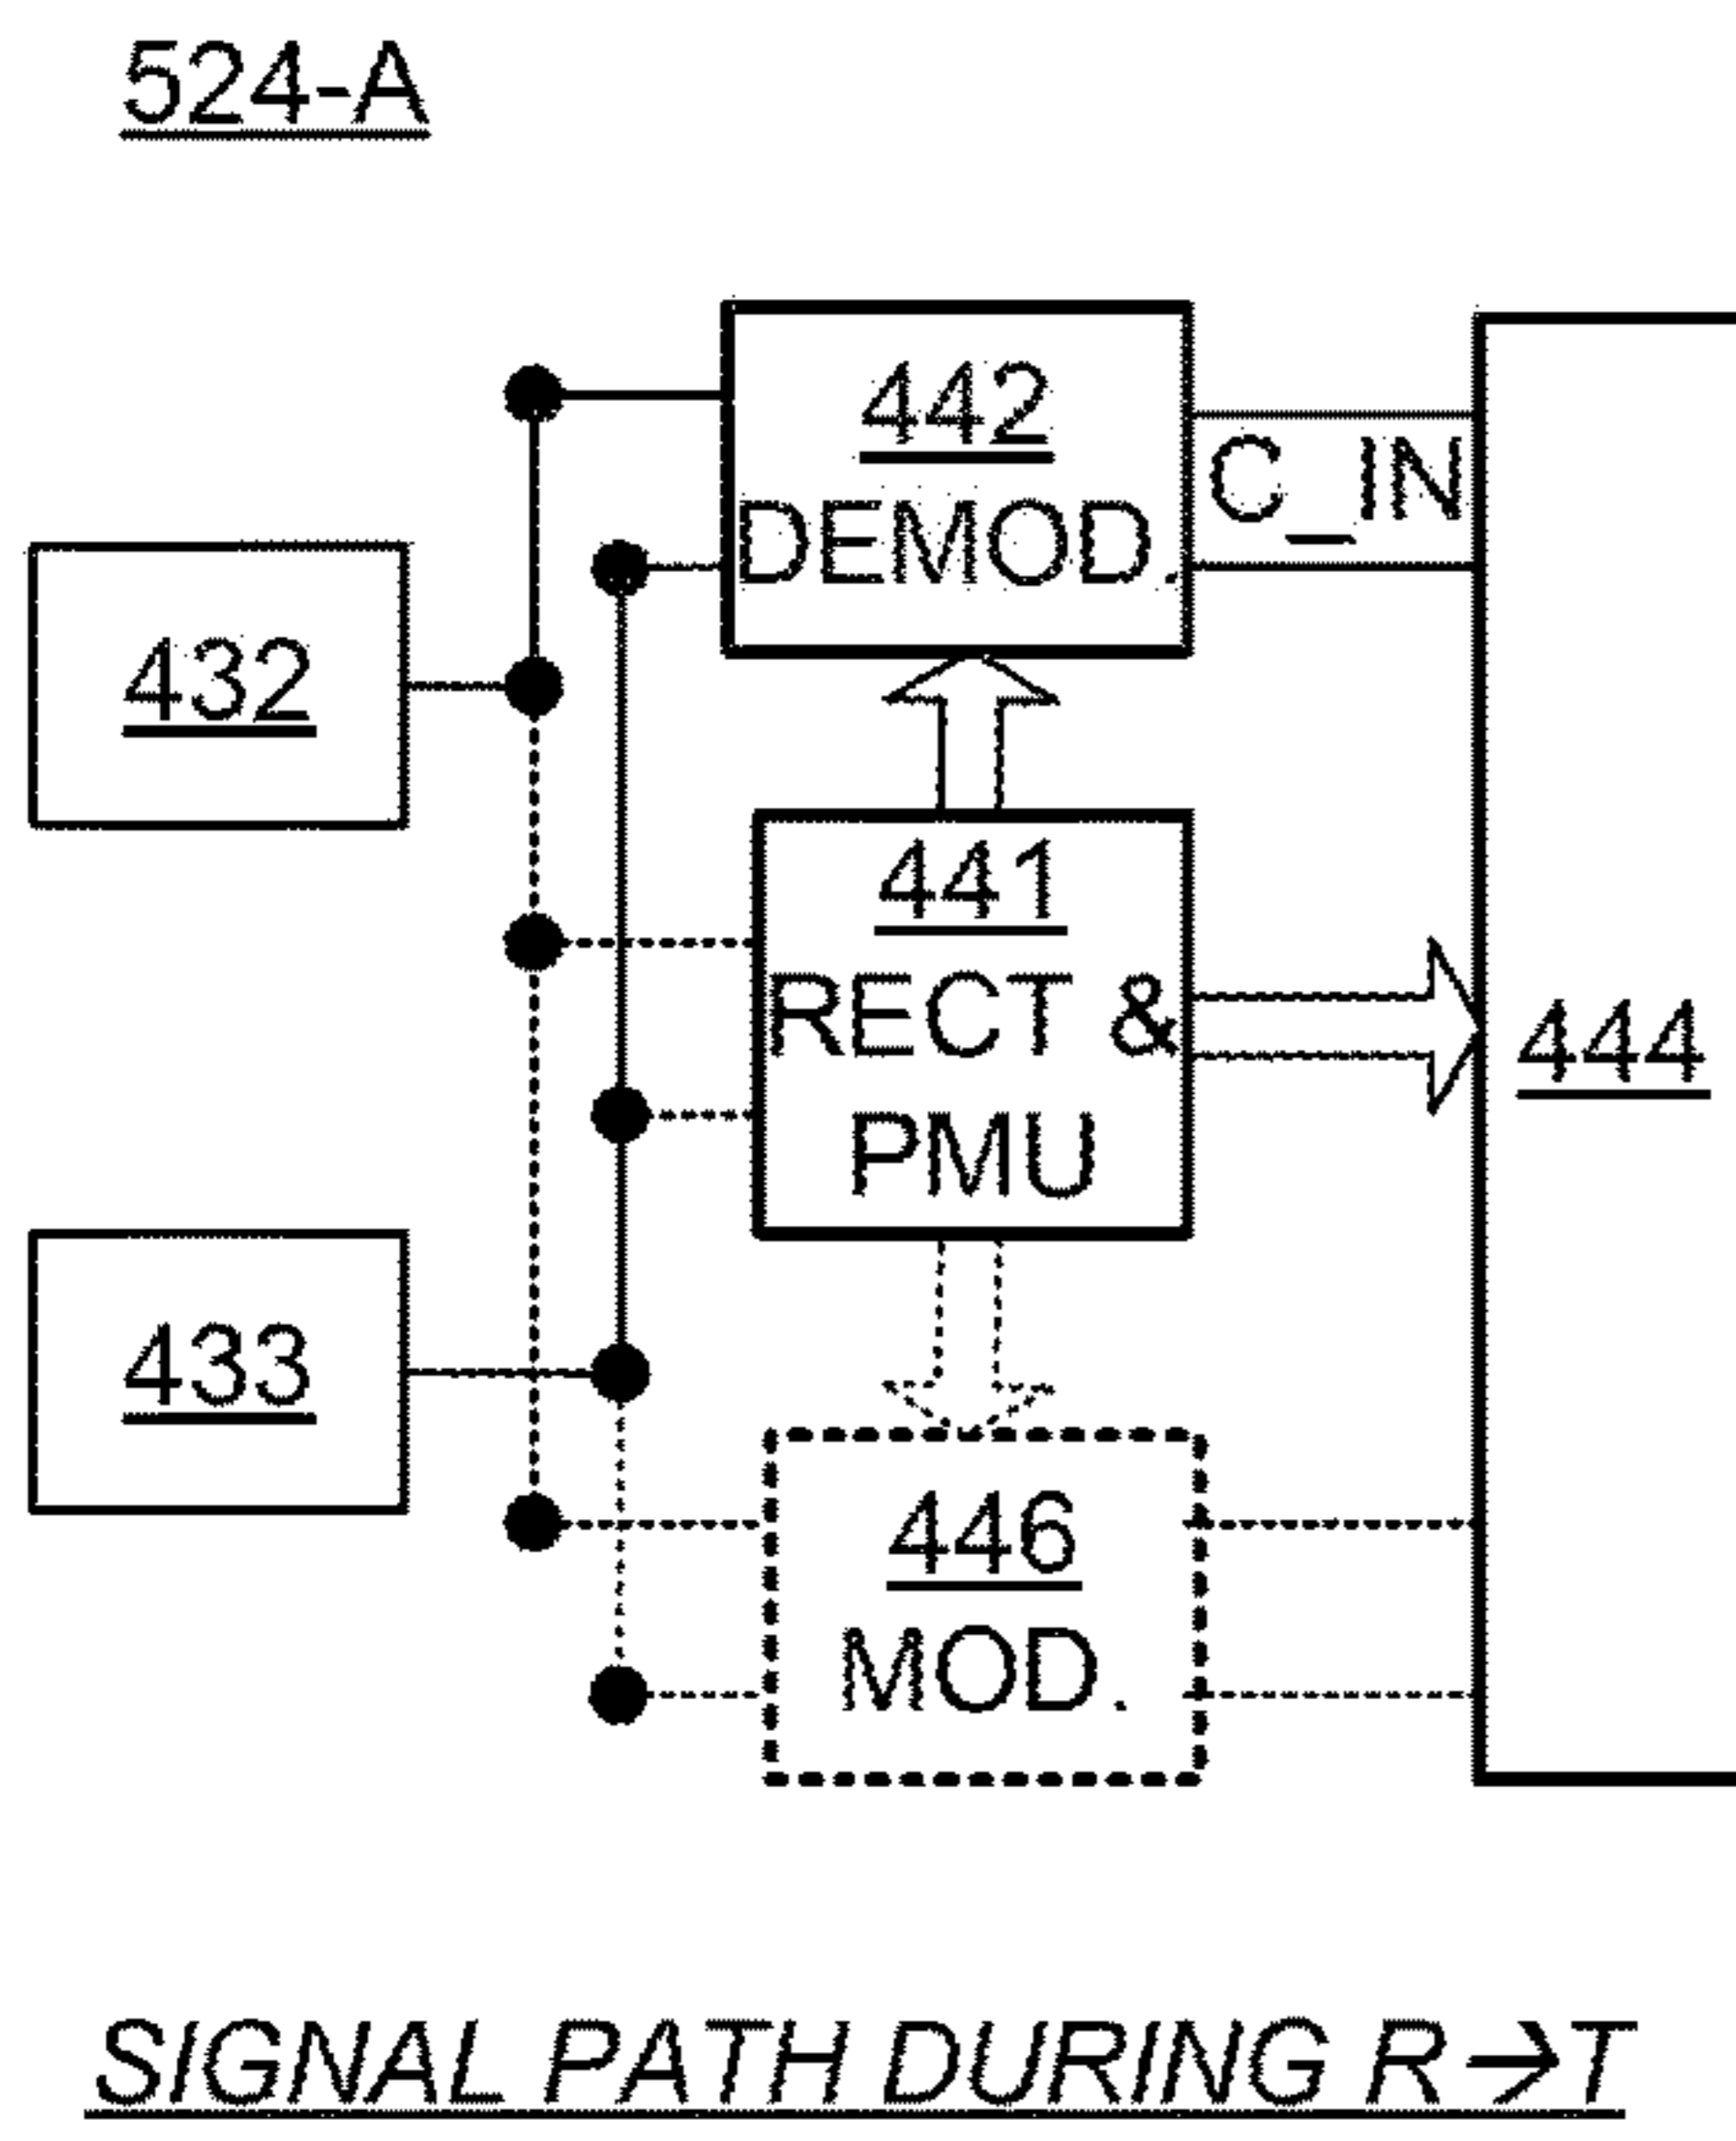 524-A
442
DEMOD.
C_IN
432
441
RECT &
PMU
444
433
446
MOD.
SIGNAL PATH DURING R→T